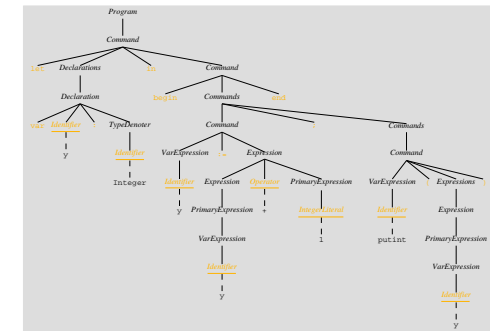 Program
Command
let Declarations in Command
Declaration begin Commands end
var Identifier : TypeDenoter Command ; Commands
y Identifier VarExpression := Expression Command
Integer Identifier Expression Operator PrimaryExpression VarExpression ( Expressions )
y PrimaryExpression + IntegerLiteral Identifier Expression
VarExpression 1 putint PrimaryExpression
Identifier VarExpression
y Identifier
y